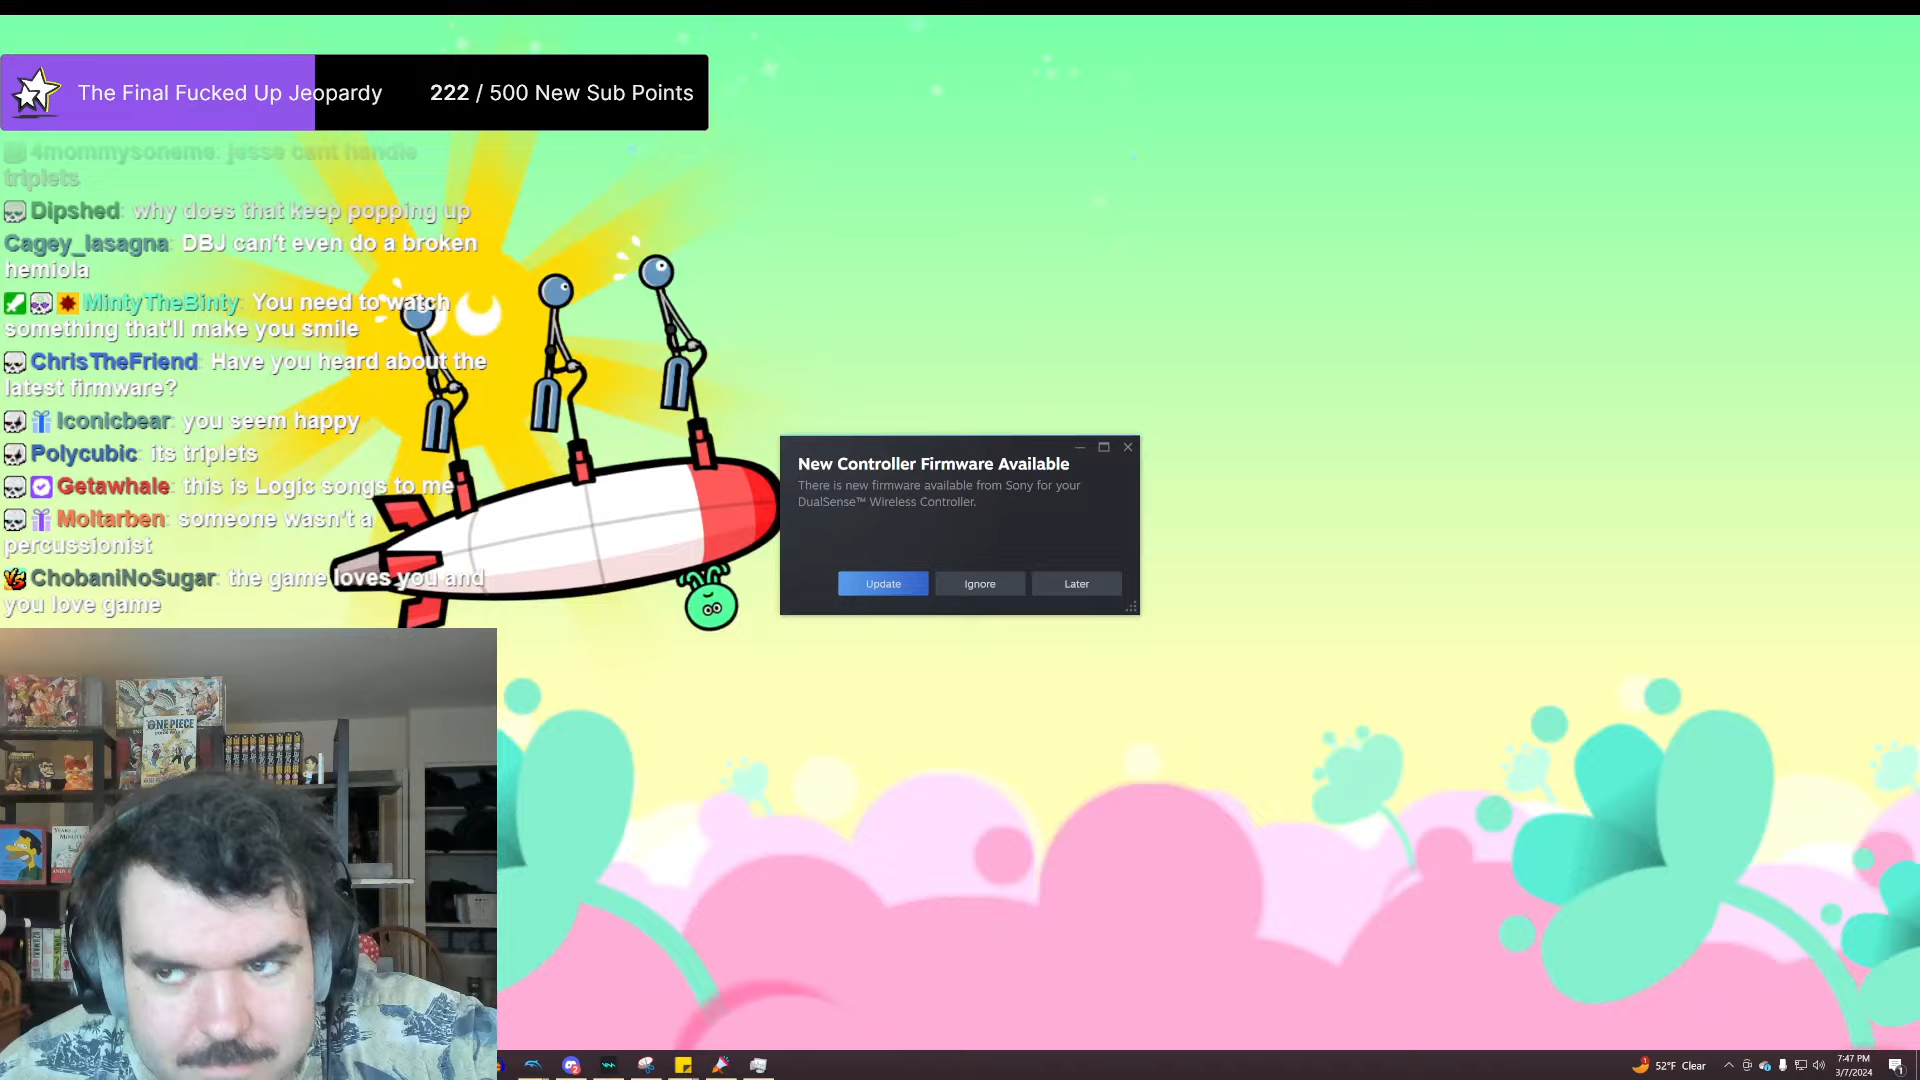 The Final Fucked Up Jeopardy 222 / 500 New Sub Points
4mommysoneme: jesse cant handle
triplets
Dipshed: why does that keep popping up
Cagey_lasagna: DBJ can't even do a broken
hemiola
MintyTheBinty: You need to watch
something that'll make you smile
ChrisTheFriend: Have you heard about the
latest firmware?
Iconicbear: you seem happy
Polycubic: its triplets
Getawhale: this is Logic songs to me
Moltarben: someone wasn't a
percussionist
ChobaniNoSugar: the game loves you and
you love game
New Controller Firmware Available
There is new firmware available from Sony for your
DualSense™ Wireless Controller.
Update Ignore Later
ONE PIECE
52°F Clear
7:47 PM
3/7/2024